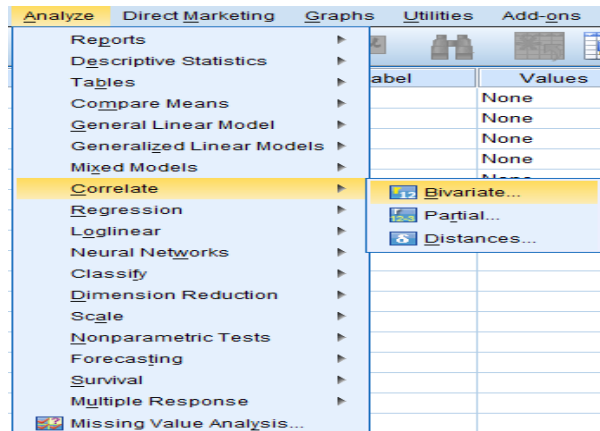 Analyze Direct Marketing Graphs Utilities Add-ons
abel Values
Reports
Descriptive Statistics
Tables
Compare Means
General Linear Model
Generalized Linear Models
Mixed Models
Correlate
Regression
Loglinear
Neural Networks
Classify
Dimension Reduction
Scale
Nonparametric Tests
Forecasting
Survival
Multiple Response
Missing Value Analysis...
None
None
None
None
Bivariate...
Partial...
Distances...